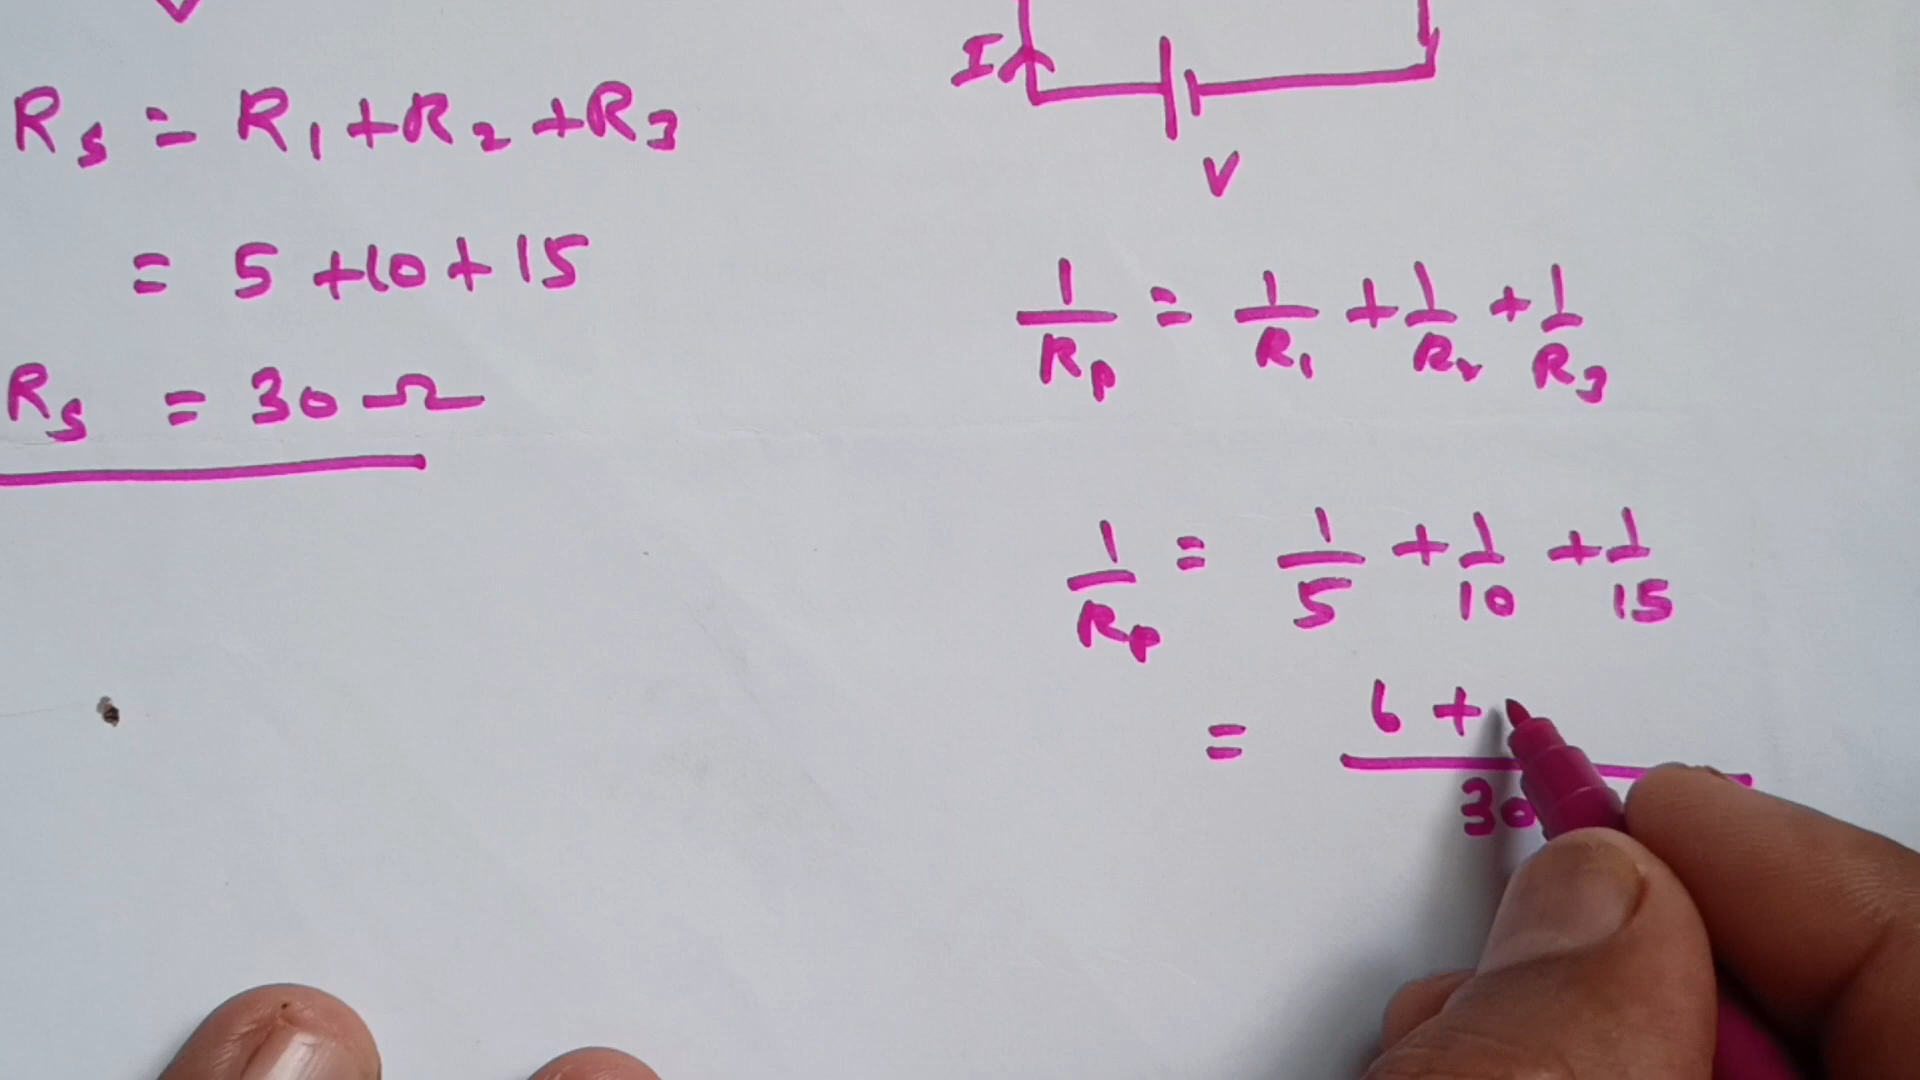 Rs = R1 + R2 + R3
= 5 + 10 + 15
Rs = 30 Ω
I
V
1/Rp = 1/R1 + 1/R2 + 1/R3
1/Rp = 1/5 + 1/10 + 1/15
= 6 +
30